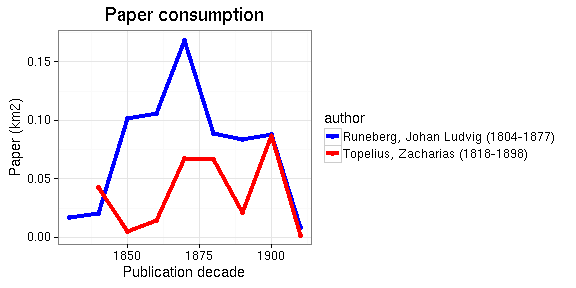 Paper consumption
Paper (km2)
0.15
0.10
0.05
0.00
1850
1875
1900
Publication decade
author
Runeberg, Johan Ludvig (1804-1877)
Topelius, Zacharias (1818-1898)